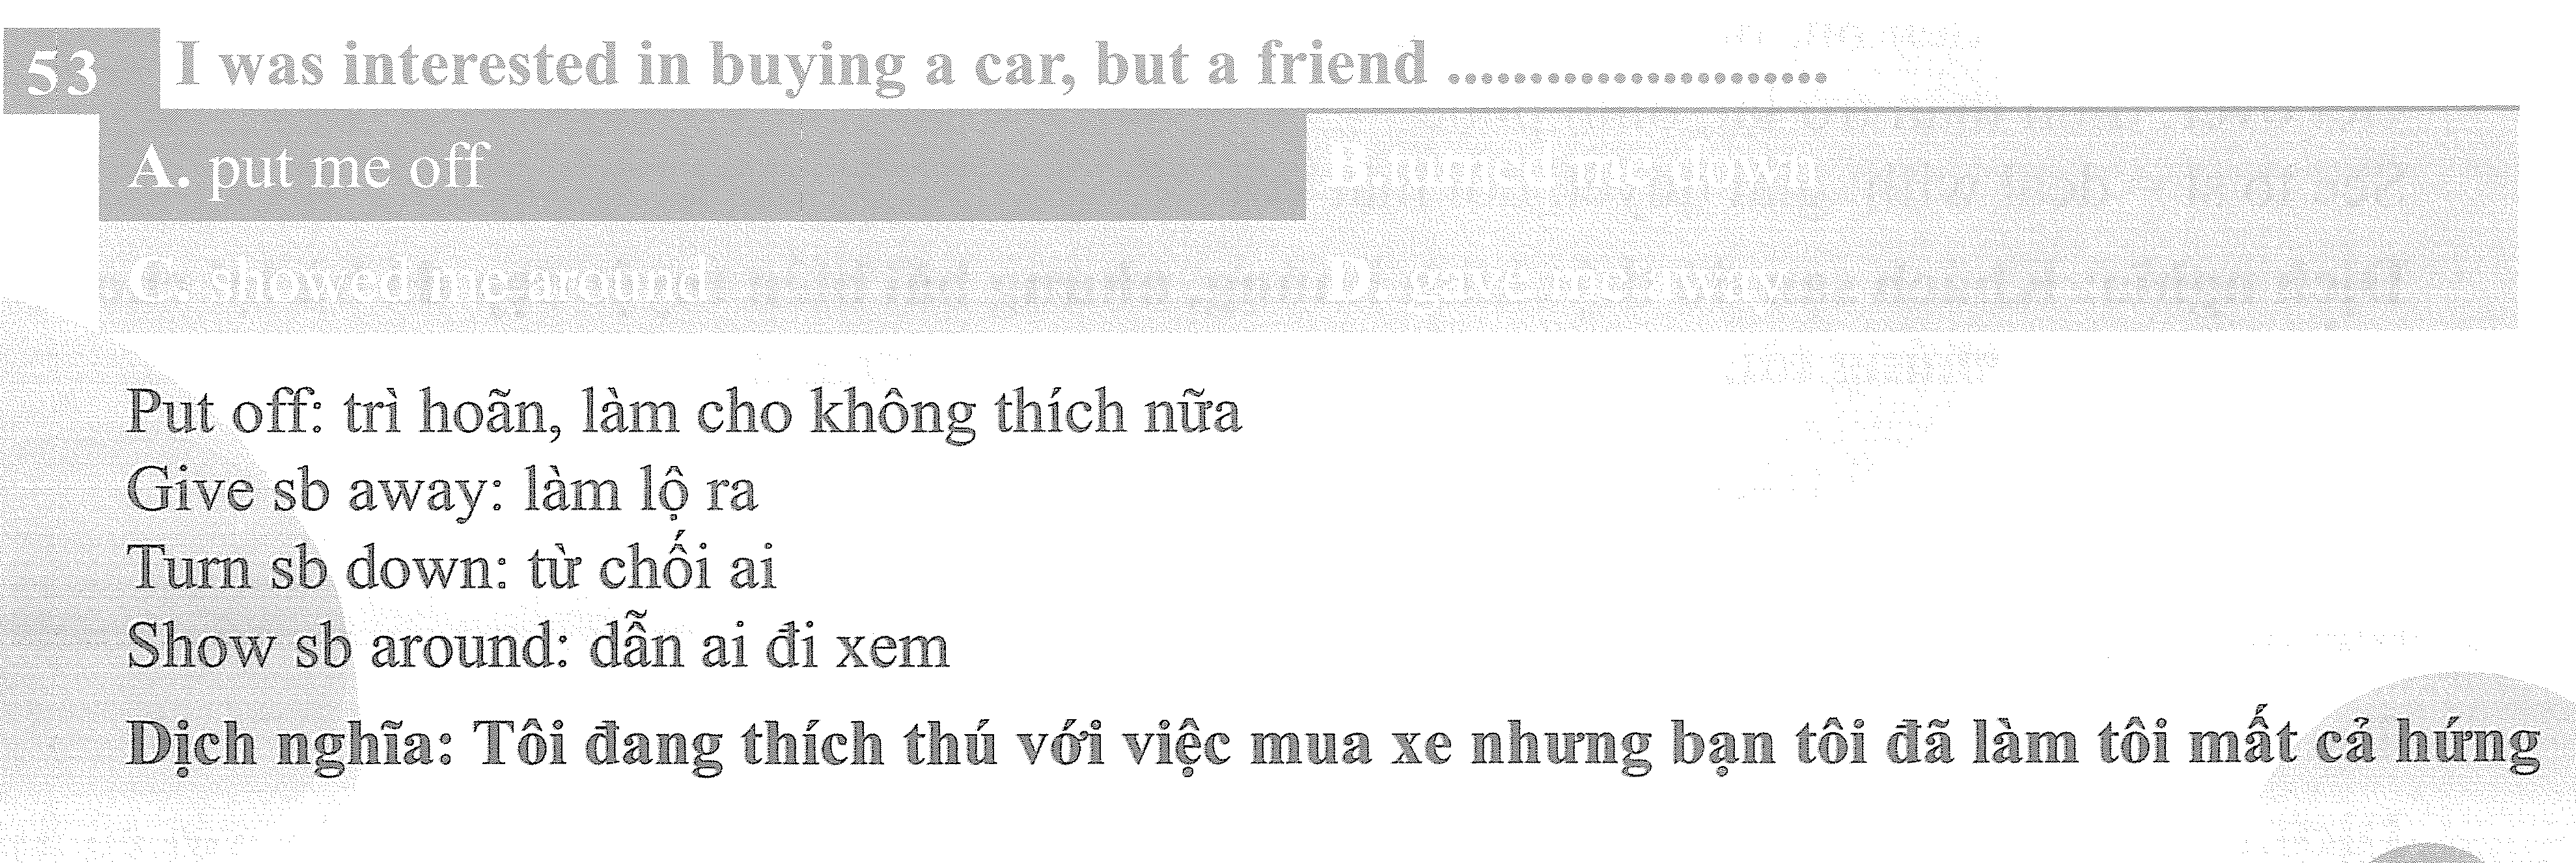 53 I was interested in buying a car, but a friend .......................
A. put me off B.turned me down
C. showed me around D. gave me away
Put off: trì hoãn, làm cho không thích nữa
Give sb away: làm lộ ra
Turn sb down: từ chối ai
Show sb around: dẫn ai đi xem
Dịch nghĩa: Tôi đang thích thú với việc mua xe nhưng bạn tôi đã làm tôi mất cả hứng